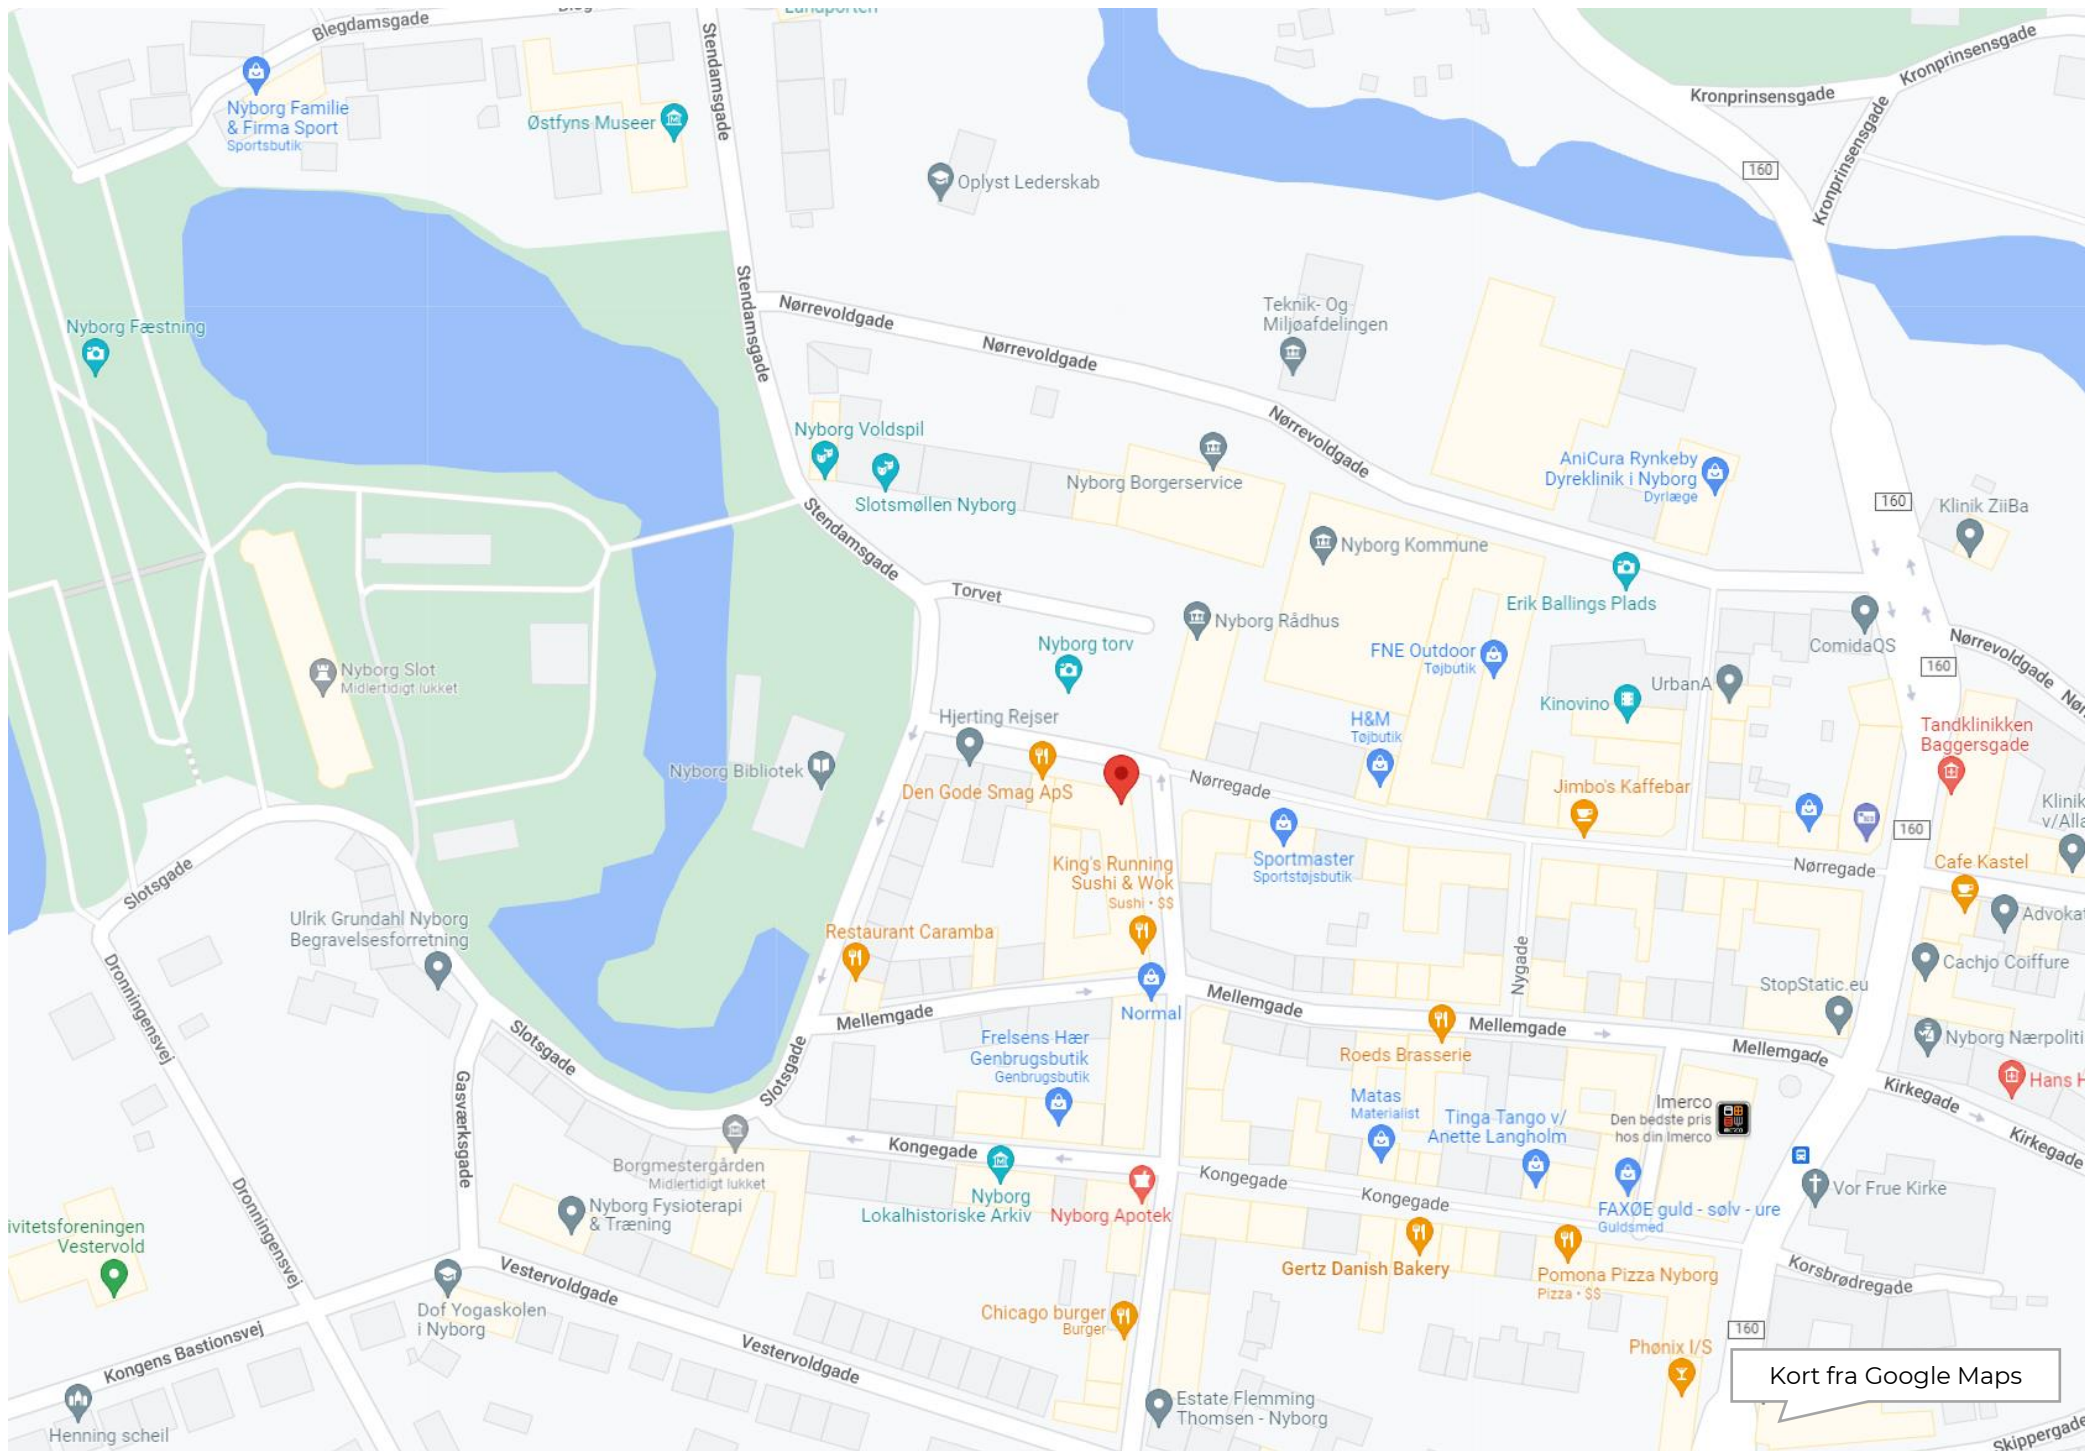 Blegdamsgade
Stendamsgade
Kronprinsensgade
Kronprinsensgade
Kronprinsensgade
Nyborg Familie
& Firma Sport
Sportsbutik
Østfyns Museer
Oplyst Lederskab
160
Stendamsgade
Nørrevoldgade
Nørrevoldgade
Teknik- Og
Miljøafdelingen
Nyborg Fæstning
Nørrevoldgade
Nyborg Voldspil
Slotsmøllen Nyborg
Nyborg Borgerservice
AniCura Rynkeby
Dyreklinik i Nyborg
Dyrlæge
160
Klinik ZiiBa
Stendamsgade
Nyborg Kommune
Torvet
Erik Ballings Plads
Nyborg Rådhus
Nyborg torv
FNE Outdoor
Tøjbutik
ComidaQS
Nørrevoldgade
160
Nyborg Slot
Midlertidigt lukket
UrbanA
Kinovino
Hjerting Rejser
H&M
Tøjbutik
Tandklinikken
Baggersgade
Nyborg Bibliotek
Den Gode Smag ApS
Nørregade
Jimbo's Kaffebar
Klinik
v/Alla
160
King's Running
Sushi & Wok
Sushi • $$
Sportmaster
Sportstøjsbutik
Nørregade
Cafe Kastel
Slotsgade
Ulrik Grundahl Nyborg
Begravelsesforretning
Restaurant Caramba
Advokat
Nygade
Cachjo Coiffure
StopStatic.eu
Dronningensvej
Mellemgade
Normal
Mellemgade
Mellemgade
Mellemgade
Nyborg Nærpoliti
Slotsgade
Slotsgade
Frelsens Hær
Genbrugsbutik
Genbrugsbutik
Roeds Brasserie
Kirkegade
Hans H
Kirkegade
Gasværksgade
Matas
Materialist
Tinga Tango v/
Anette Langholm
Imerco
Den bedste pris
hos din Imerco
Borgmestergården
Midlertidigt lukket
Kongegade
Kongegade
Kongegade
Nyborg
Lokalhistoriske Arkiv
Nyborg Apotek
Vor Frue Kirke
Nyborg Fysioterapi
& Træning
FAXØE guld - sølv - ure
Guldsmed
ivitetsforeningen
Vestervold
Dronningensvej
Vestervoldgade
Gertz Danish Bakery
Pomona Pizza Nyborg
Pizza • $$
Korsbrødregade
Dof Yogaskolen
i Nyborg
Chicago burger
Burger
160
Kongens Bastionsvej
Vestervoldgade
Phønix I/S
Kort fra Google Maps
Estate Flemming
Thomsen - Nyborg
Henning scheil
Skippergade